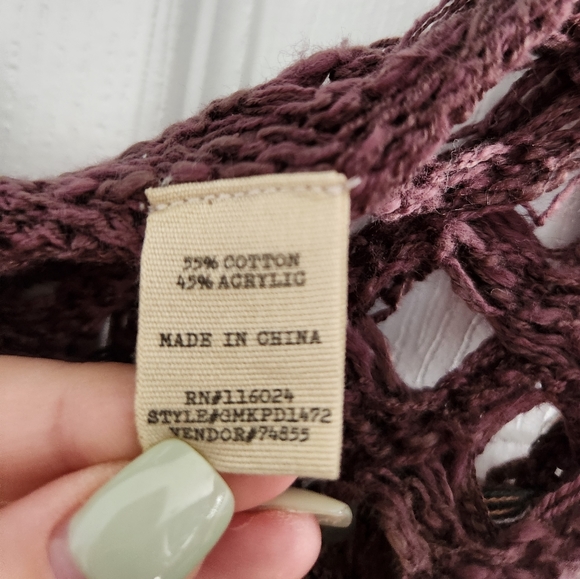 55% COTTON
45% ACRYLIC
MADE IN CHINA
RN#116024
STYLE#GMKPD1472
VENDOR#74855